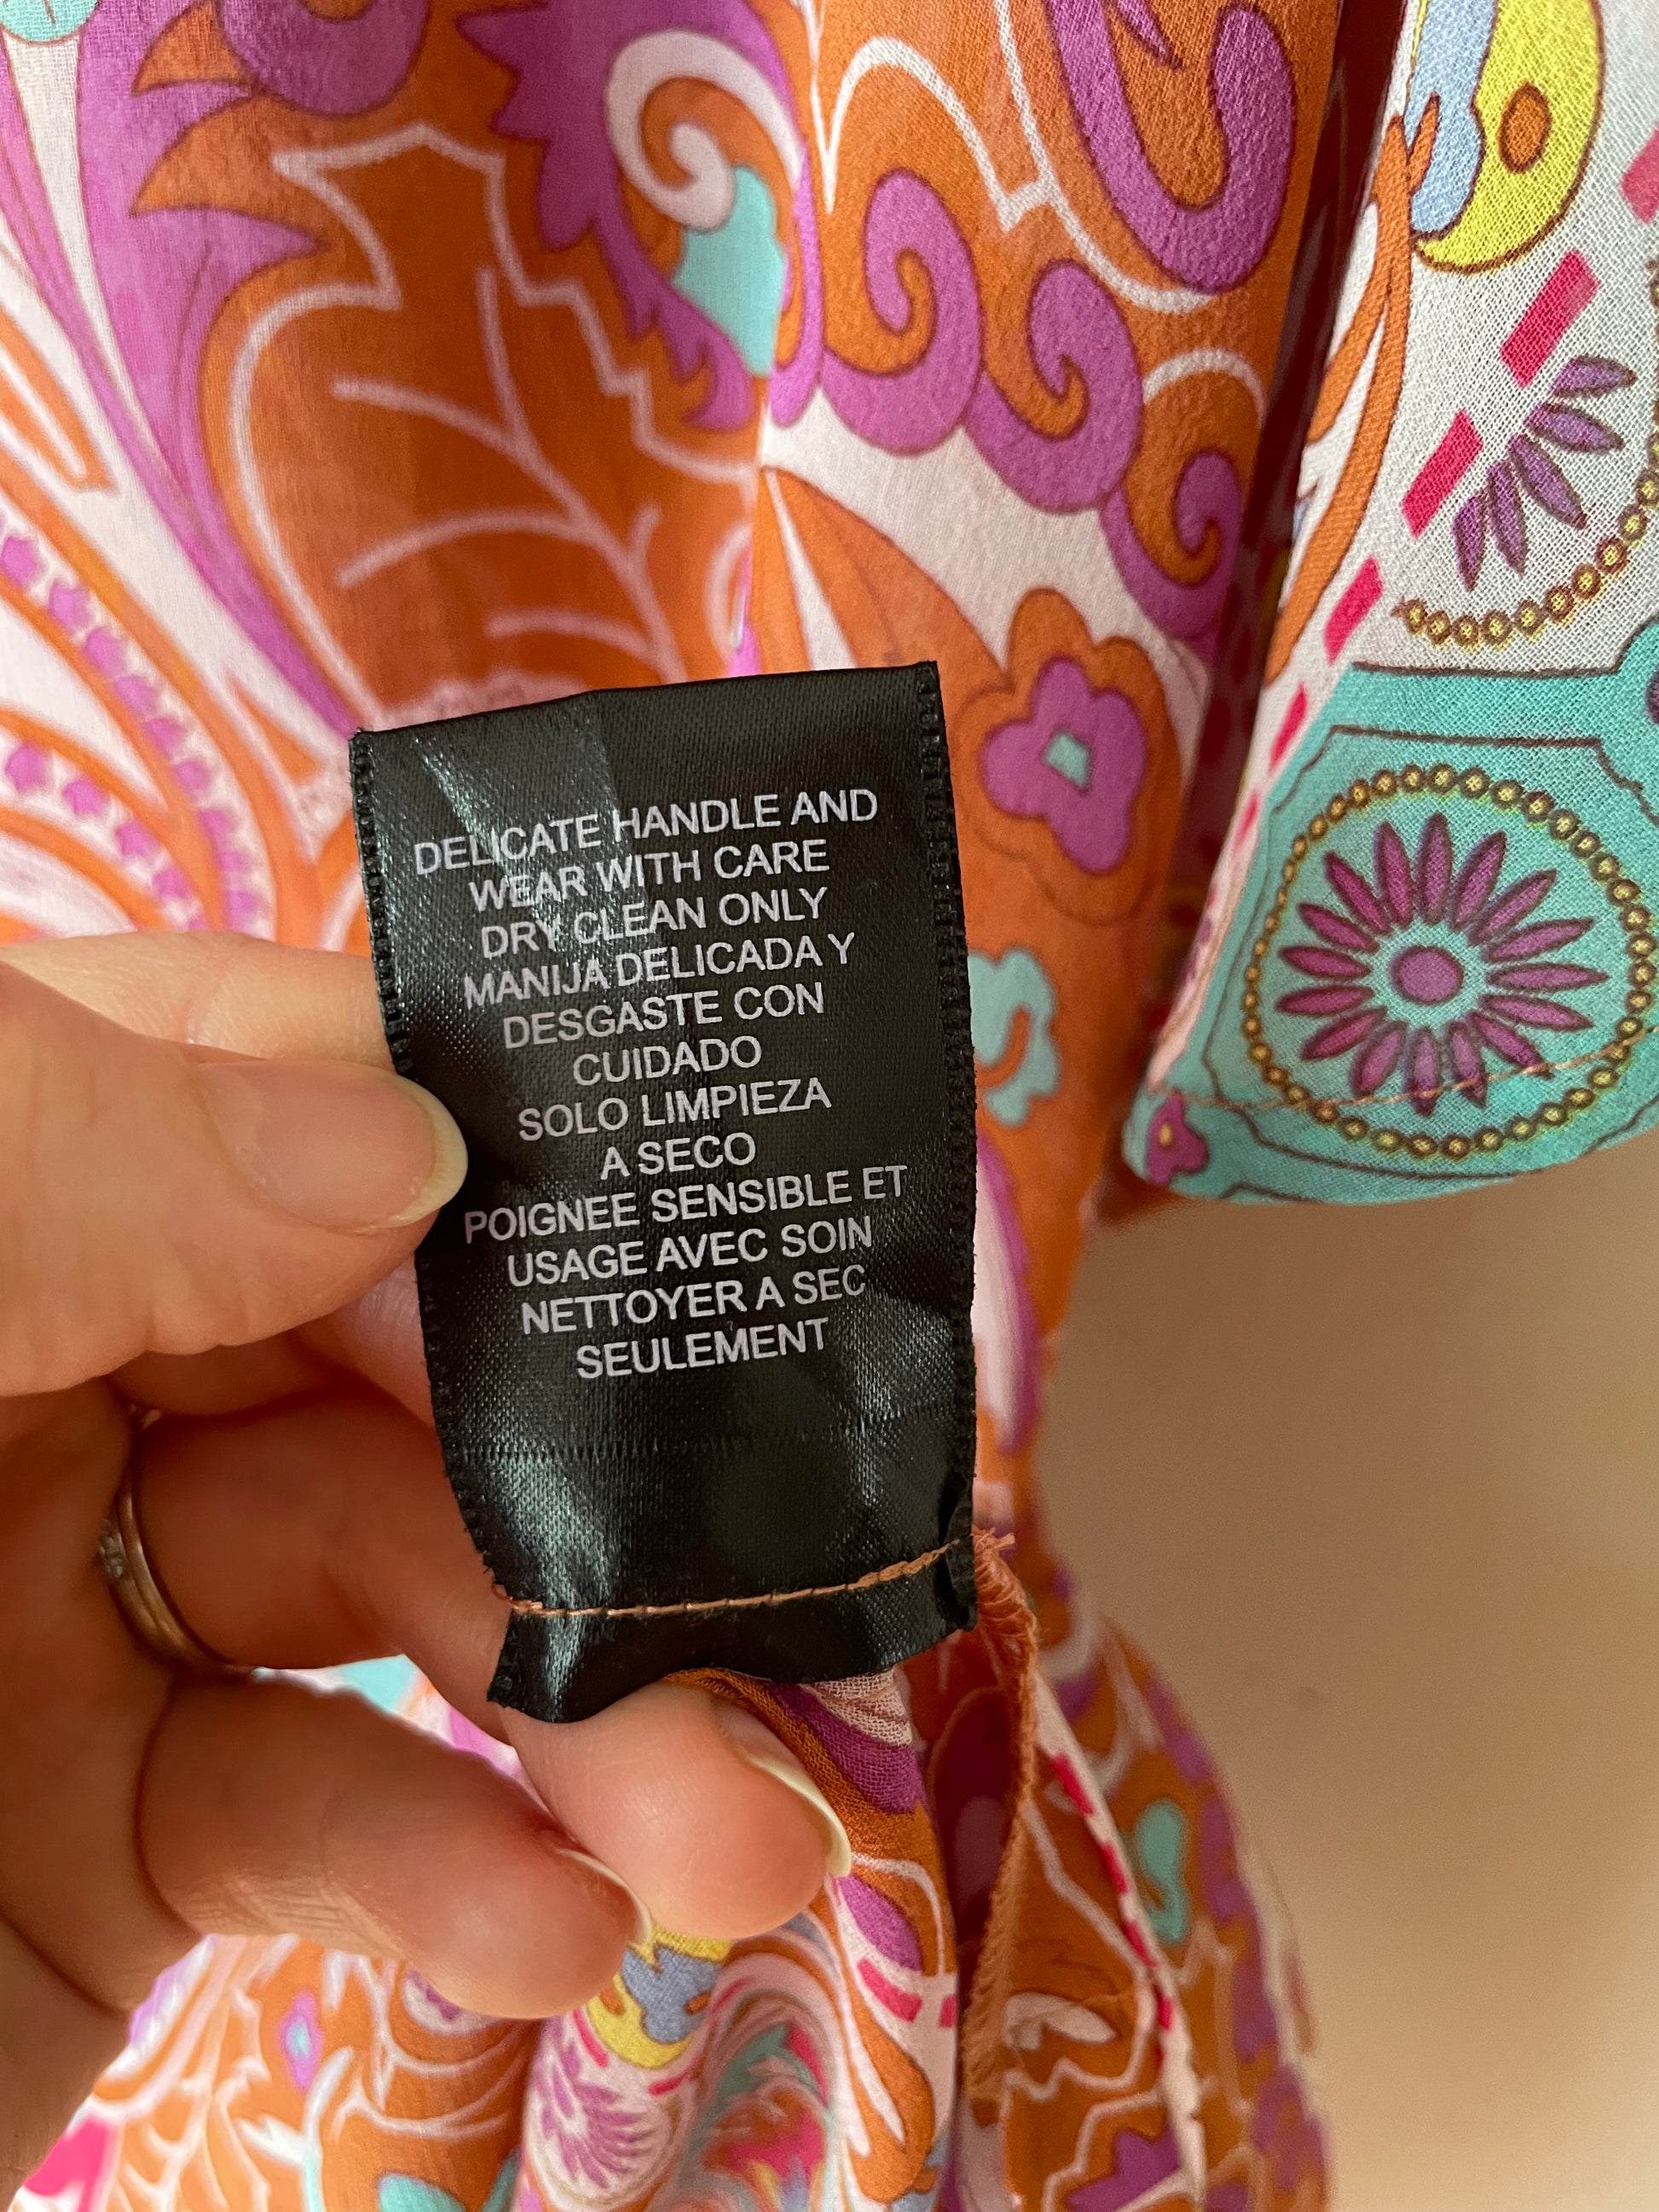 DELICATE HANDLE AND
WEAR WITH CARE
DRY CLEAN ONLY
MANIJA DELICADA Y
DESGASTE CON
CUIDADO
SOLO LIMPIEZA
A SECO
POIGNEE SENSIBLE ET
USAGE AVEC SOIN
NETTOYER A SEC
SEULEMENT